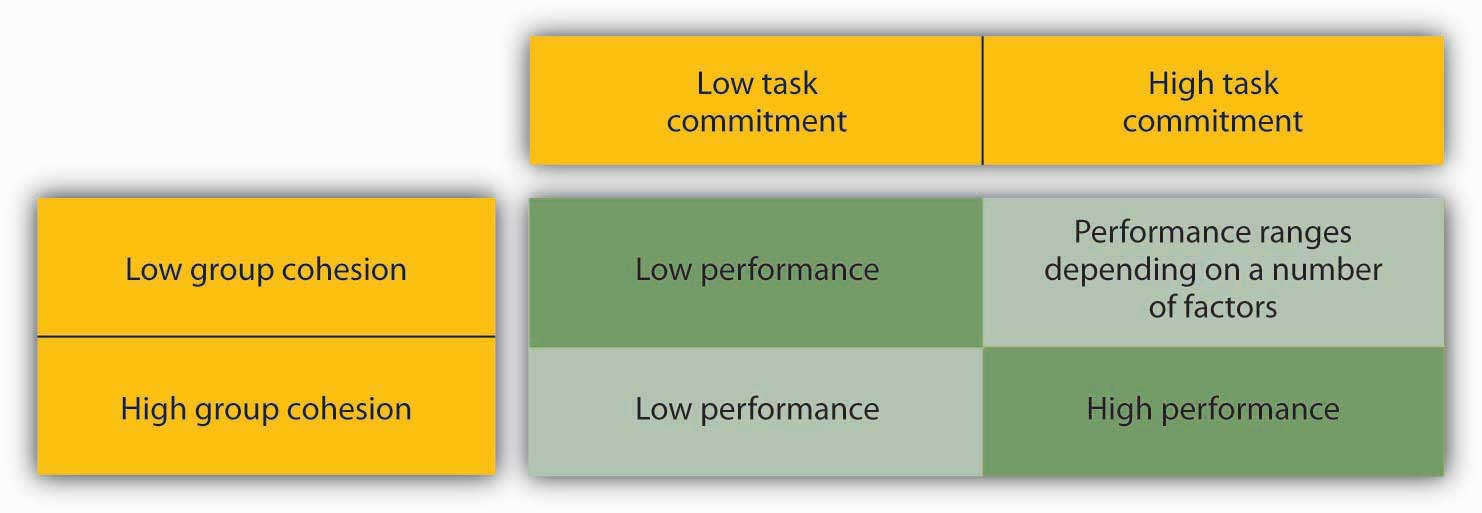 Low task
commitment
High task
commitment
Low group cohesion
Low performance
Performance ranges
depending on a number
of factors
High group cohesion
Low performance
High performance